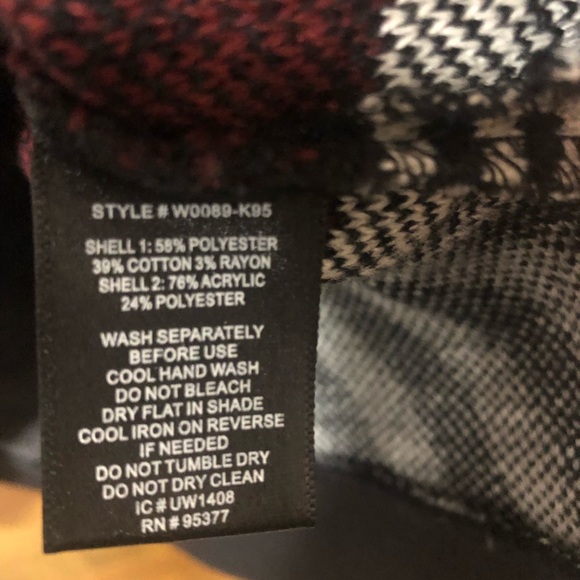 STYLE # W0089-K95
SHELL 1: 58% POLYESTER
39% COTTON 3% RAYON
SHELL 2: 76% ACRYLIC
24% POLYESTER
WASH SEPARATELY
BEFORE USE
COOL HAND WASH
DO NOT BLEACH
DRY FLAT IN SHADE
COOL IRON ON REVERSE
IF NEEDED
DO NOT TUMBLE DRY
DO NOT DRY CLEAN
IC # UW1408
RN # 95377